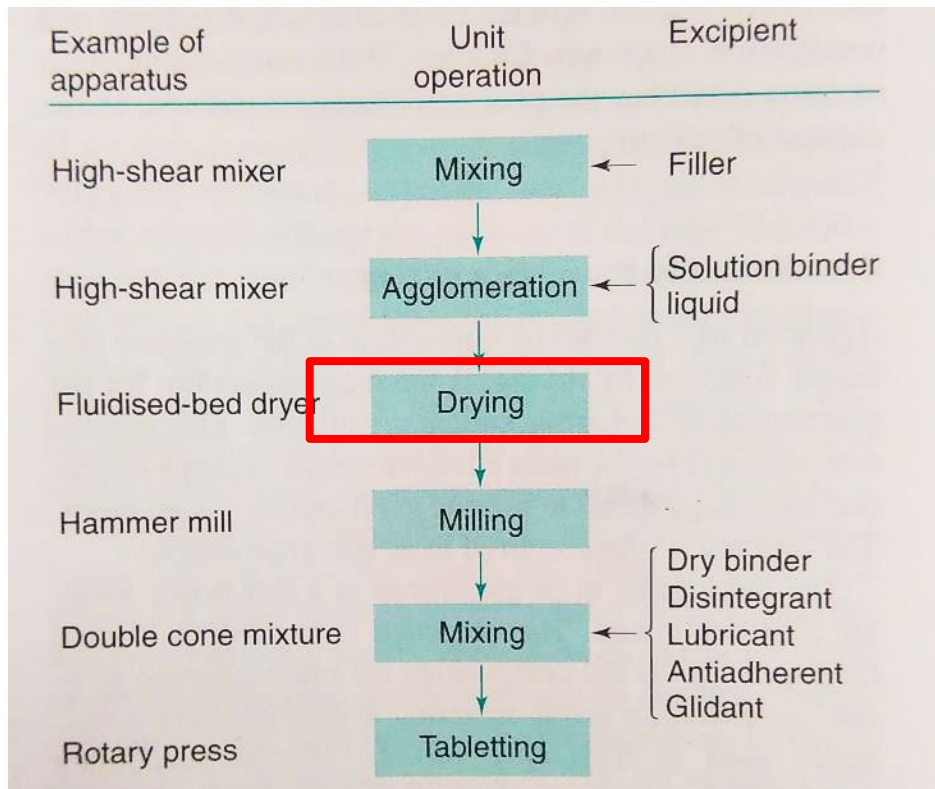 Example of apparatus Unit operation Excipient
High-shear mixer Mixing Filler
High-shear mixer Agglomeration Solution binder liquid
Fluidised-bed dryer Drying
Hammer mill Milling
Dry binder
Disintegrant
Double cone mixture Mixing Lubricant
Antiadherent
Glidant
Rotary press Tabletting